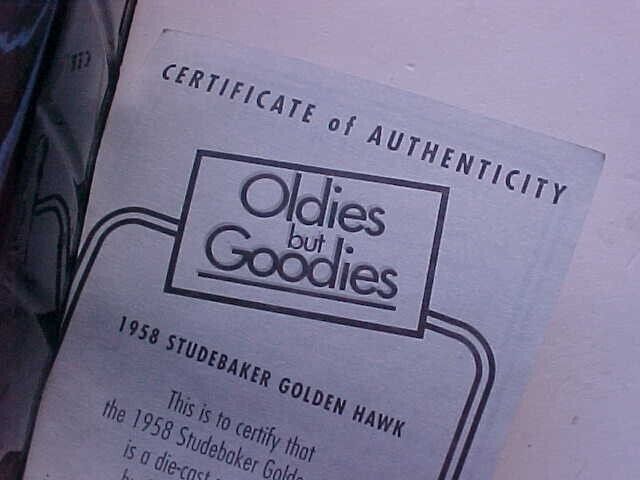 CERTIFICATE of AUTHENTICITY
Oldies
but
Goodies
1958 STUDEBAKER GOLDEN HAWK
This is to certify that
the 1958 Studebaker Golde
is a die-cast